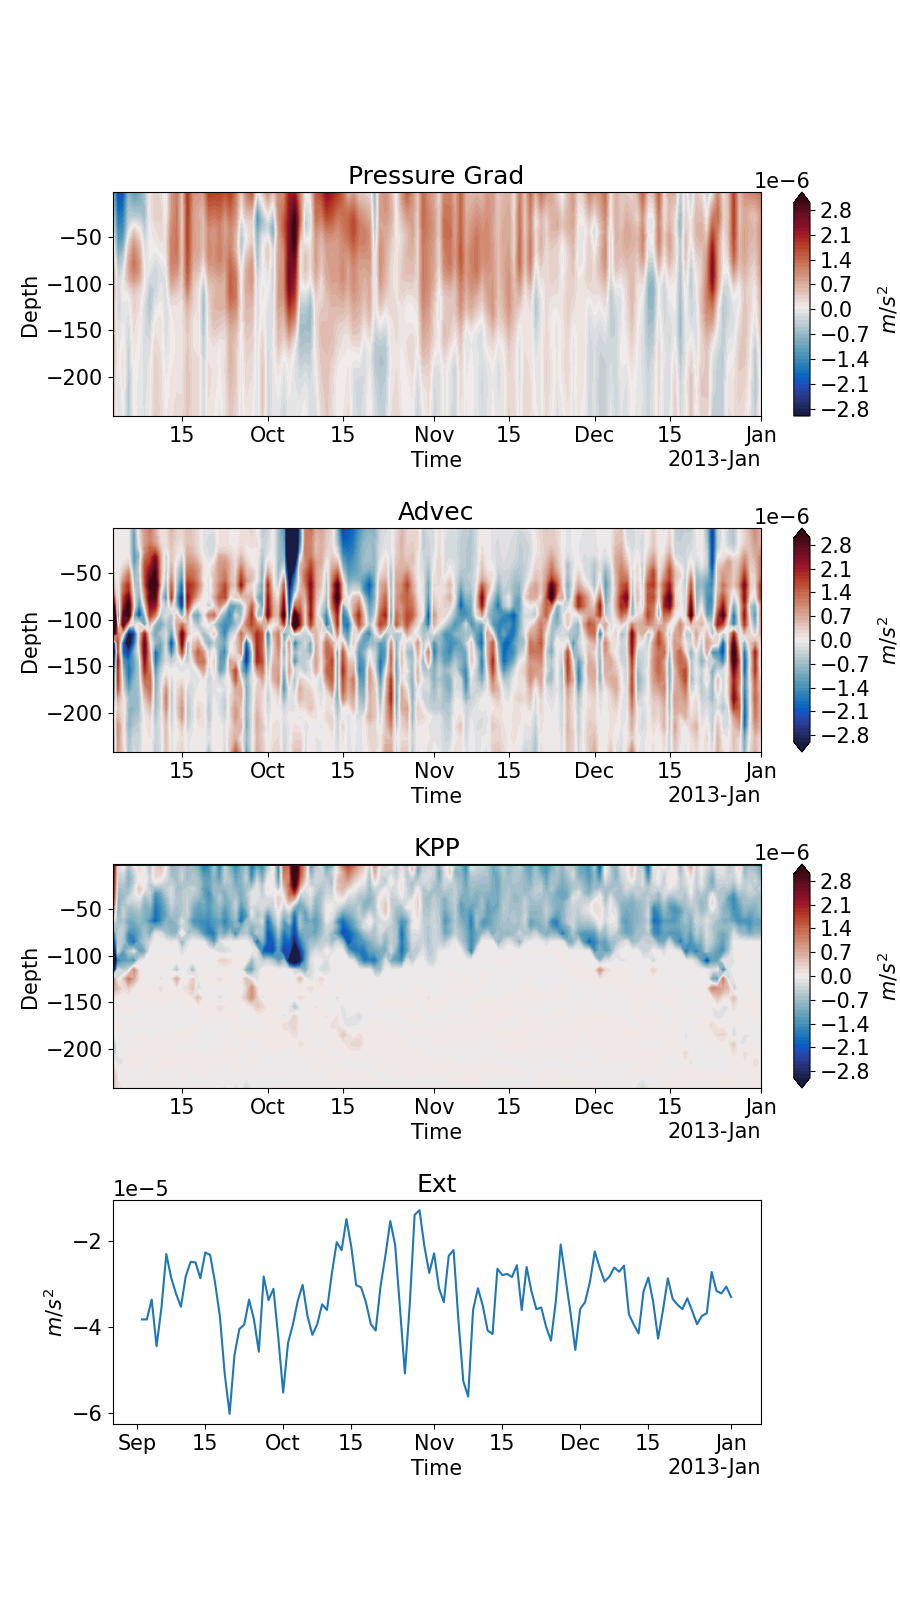 Pressure Grad
1e−6
Depth
−50
−100
−150
−200
15 Oct 15 Nov 15 Dec 15 Jan
Time
2013-Jan
2.8
2.1
1.4
0.7
0.0
−0.7
−1.4
−2.1
−2.8
m/s²
Advec
1e−6
Depth
−50
−100
−150
−200
15 Oct 15 Nov 15 Dec 15 Jan
Time
2013-Jan
2.8
2.1
1.4
0.7
0.0
−0.7
−1.4
−2.1
−2.8
m/s²
KPP
1e−6
Depth
−50
−100
−150
−200
15 Oct 15 Nov 15 Dec 15 Jan
Time
2013-Jan
2.8
2.1
1.4
0.7
0.0
−0.7
−1.4
−2.1
−2.8
m/s²
Ext
1e−5
m/s²
−2
−4
−6
Sep 15 Oct 15 Nov 15 Dec 15 Jan
Time
2013-Jan